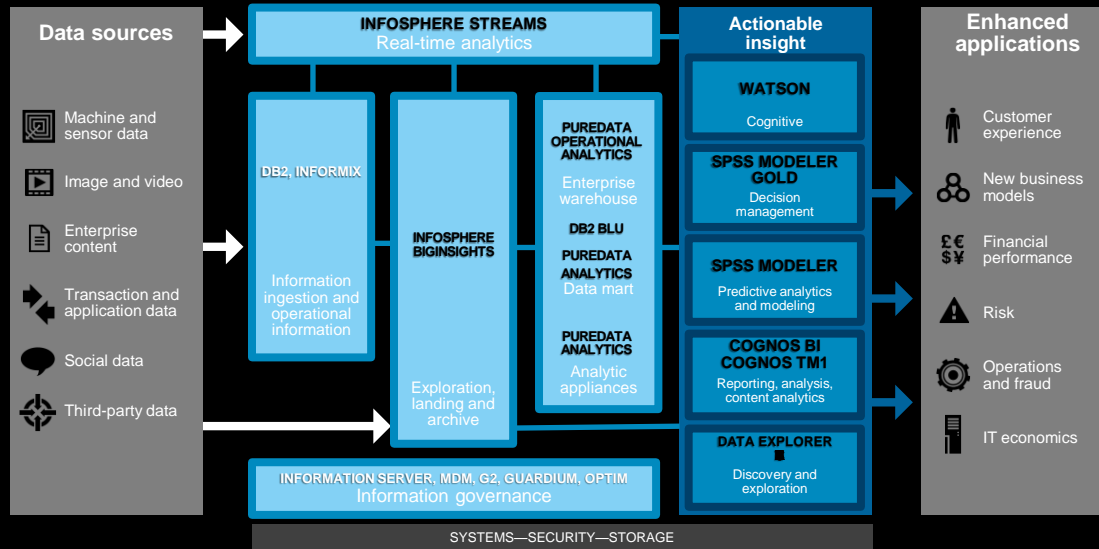 Data sources
Machine and
sensor data
Image and video
Enterprise
content
Transaction and
application data
Social data
Third-party data
INFOSPHERE STREAMS
Real-time analytics
DB2, INFORMIX
Information
ingestion and
operational
information
INFOSPHERE
BIGINSIGHTS
Exploration,
landing and
archive
PUREDATA
OPERATIONAL
ANALYTICS
Enterprise
warehouse
DB2 BLU
PUREDATA
ANALYTICS
Data mart
PUREDATA
ANALYTICS
Analytic
appliances
INFORMATION SERVER, MDM, G2, GUARDIUM, OPTIM
Information governance
Actionable
insight
WATSON
Cognitive
SPSS MODELER
GOLD
Decision
management
SPSS MODELER
Predictive analytics
and modeling
COGNOS BI
COGNOS TM1
Reporting, analysis,
content analytics
DATA EXPLORER
Discovery and
exploration
Enhanced
applications
Customer
experience
New business
models
£ €
$ ¥
Financial
performance
Risk
Operations
and fraud
IT economics
SYSTEMS—SECURITY—STORAGE